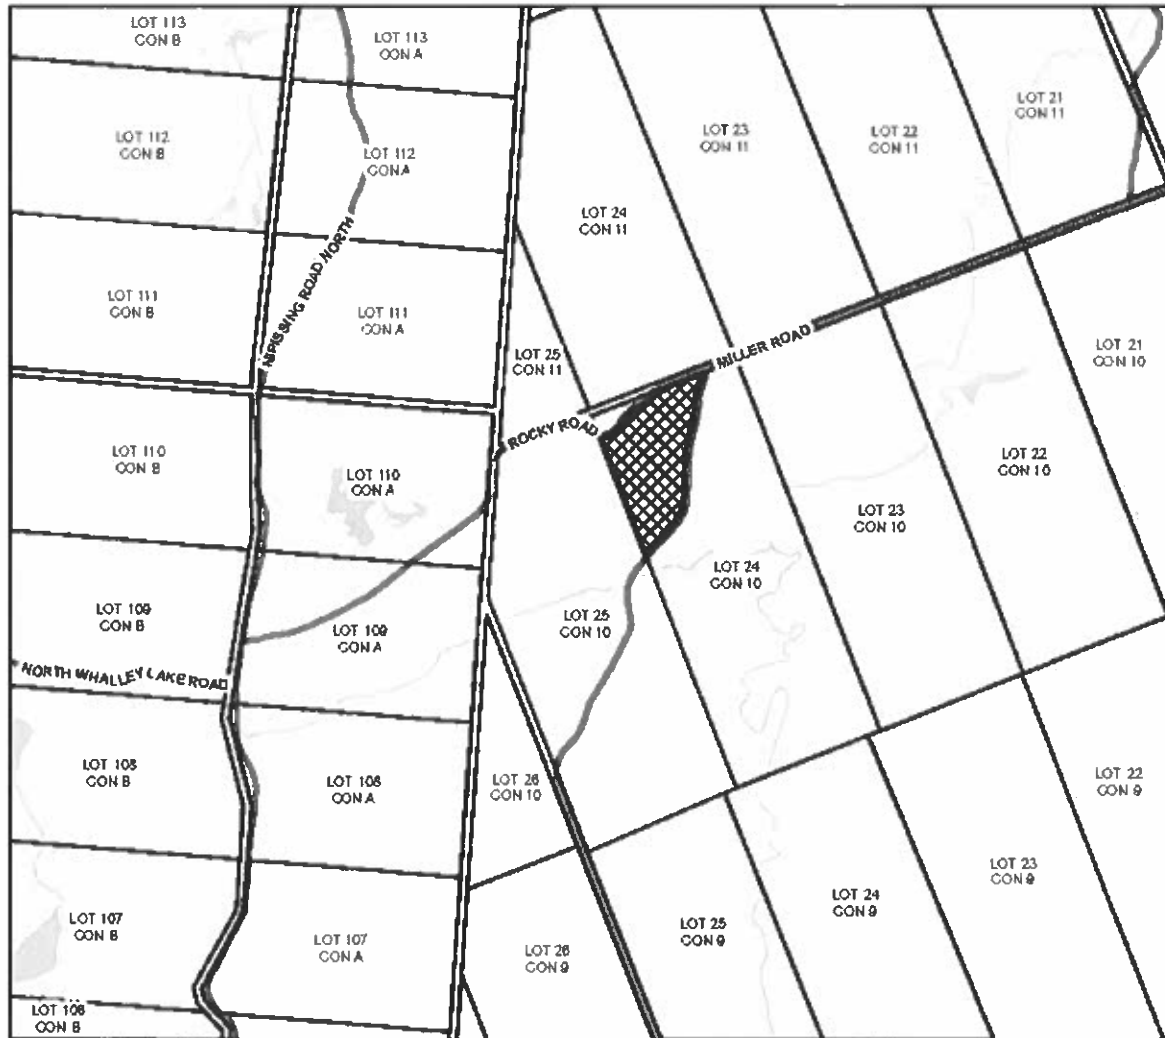 LOT 113
CON B
LOT 113
CON A
LOT 112
CON B
LOT 112
CON A
LOT 24
CON 11
LOT 23
CON 11
LOT 22
CON 11
LOT 21
CON 11
NIPISSING ROAD NORTH
LOT 111
CON B
LOT 111
CON A
LOT 25
CON 11
MILLER ROAD
LOT 21
CON 10
ROCKY ROAD
LOT 110
CON B
LOT 110
CON A
LOT 22
CON 10
LOT 23
CON 10
LOT 24
CON 10
LOT 25
CON 10
LOT 109
CON B
LOT 109
CON A
NORTH WHALLEY LAKE ROAD
LOT 108
CON B
LOT 108
CON A
LOT 26
CON 10
LOT 22
CON 9
LOT 23
CON 9
LOT 24
CON 9
LOT 25
CON 9
LOT 26
CON 9
LOT 107
CON B
LOT 107
CON A
LOT 106
CON B